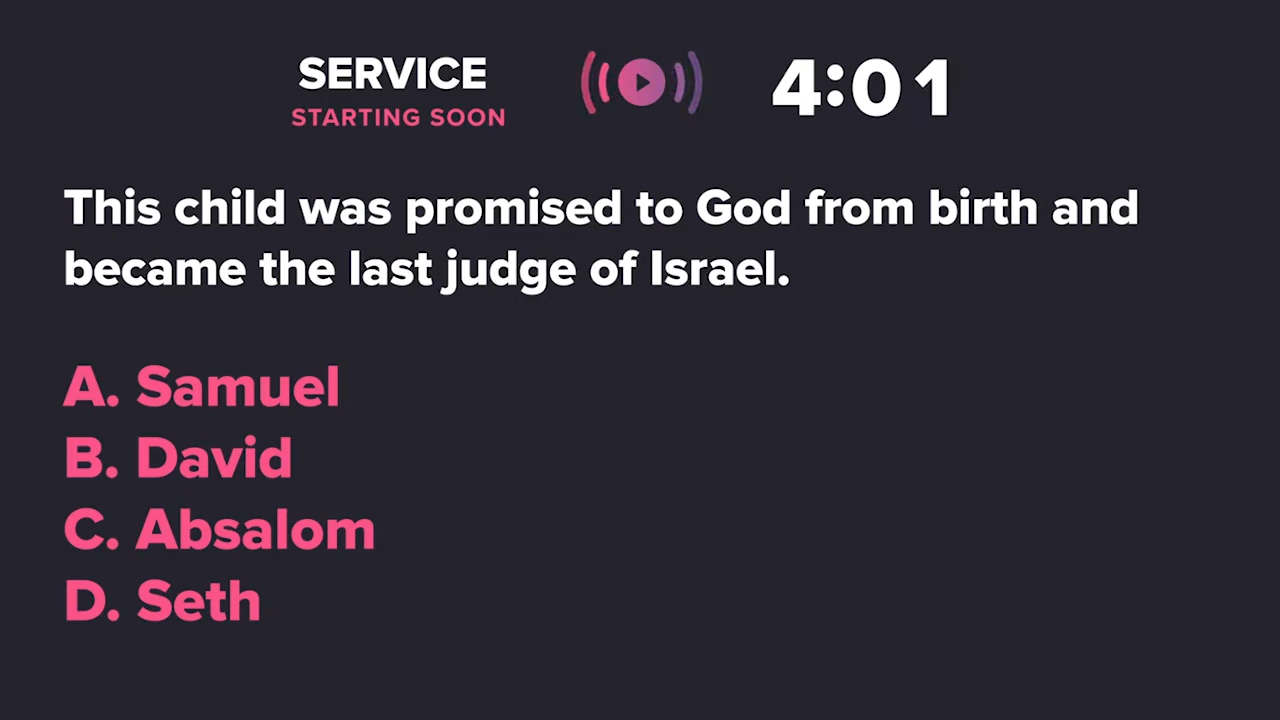 SERVICE
STARTING SOON
4:01
This child was promised to God from birth and
became the last judge of Israel.
A. Samuel
B. David
C. Absalom
D. Seth